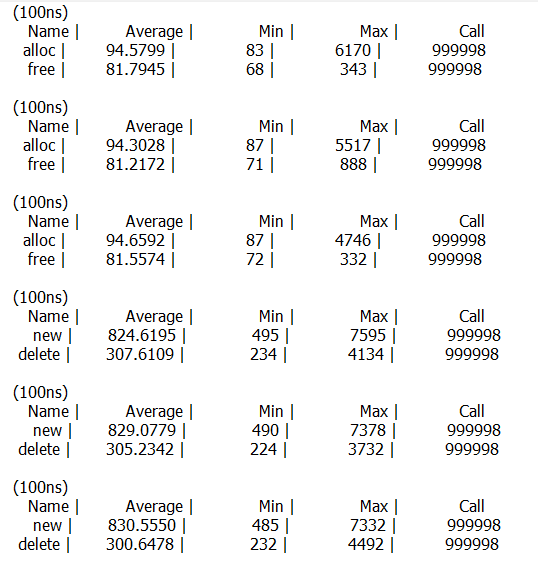 (100ns)
Name | Average | Min | Max | Call
alloc | 94.5799 | 83 | 6170 | 999998
free | 81.7945 | 68 | 343 | 999998
(100ns)
Name | Average | Min | Max | Call
alloc | 94.3028 | 87 | 5517 | 999998
free | 81.2172 | 71 | 888 | 999998
(100ns)
Name | Average | Min | Max | Call
alloc | 94.6592 | 87 | 4746 | 999998
free | 81.5574 | 72 | 332 | 999998
(100ns)
Name | Average | Min | Max | Call
new | 824.6195 | 495 | 7595 | 999998
delete | 307.6109 | 234 | 4134 | 999998
(100ns)
Name | Average | Min | Max | Call
new | 829.0779 | 490 | 7378 | 999998
delete | 305.2342 | 224 | 3732 | 999998
(100ns)
Name | Average | Min | Max | Call
new | 830.5550 | 485 | 7332 | 999998
delete | 300.6478 | 232 | 4492 | 999998